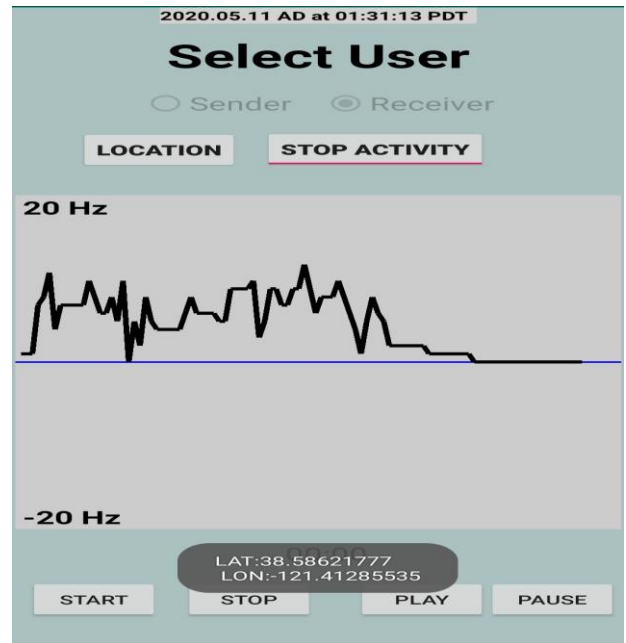 2020.05.11 AD at 01:31:13 PDT
Select User
Sender Receiver
LOCATION STOP ACTIVITY
20 Hz
-20 Hz
LAT:38.58621777
LON:-121.41285535
START STOP PLAY PAUSE